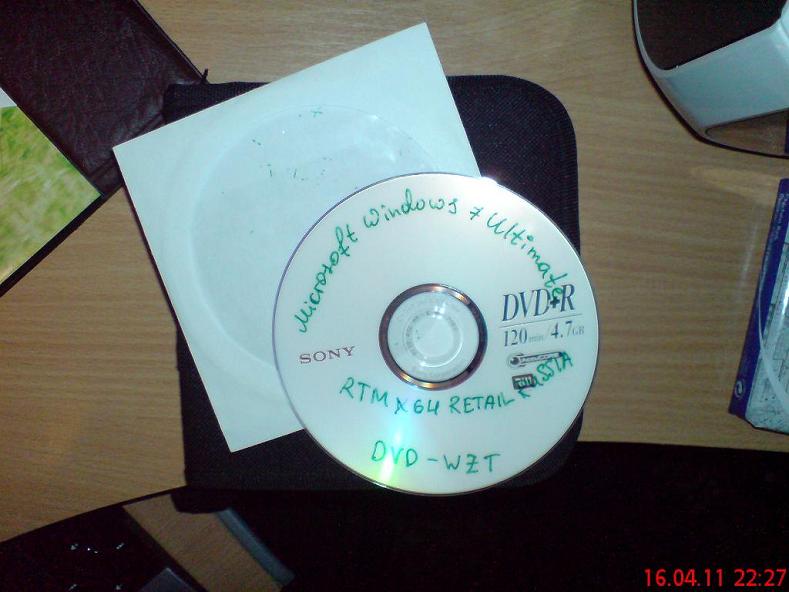 Microsoft Windows 7 Ultimate
DVD+R
120 min/4.7GB
SONY
RTM X64 RETAIL RUSSIA
DVD-WZT
16.04.11 22:27